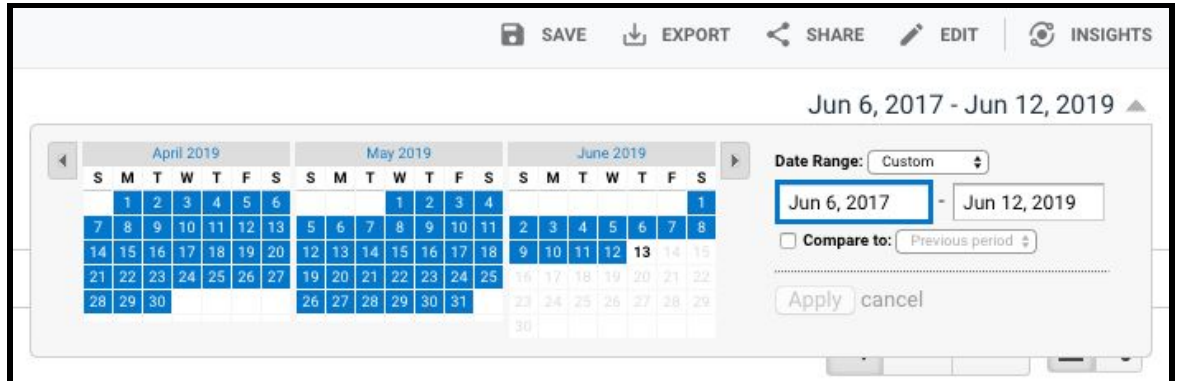 SAVE EXPORT SHARE EDIT INSIGHTS
Jun 6, 2017 - Jun 12, 2019
April 2019 May 2019 June 2019
S M T W T F S S M T W T F S S M T W T F S
1 2 3 4 5 6 1 2 3 4 1
7 8 9 10 11 12 13 5 6 7 8 9 10 11 2 3 4 5 6 7 8
14 15 16 17 18 19 20 12 13 14 15 16 17 18 9 10 11 12 13 14 15
21 22 23 24 25 26 27 19 20 21 22 23 24 25 16 17 18 19 20 21 22
28 29 30 26 27 28 29 30 31 23 24 25 26 27 28 29
30
Date Range: Custom
Jun 6, 2017 - Jun 12, 2019
Compare to: Previous period
Apply cancel